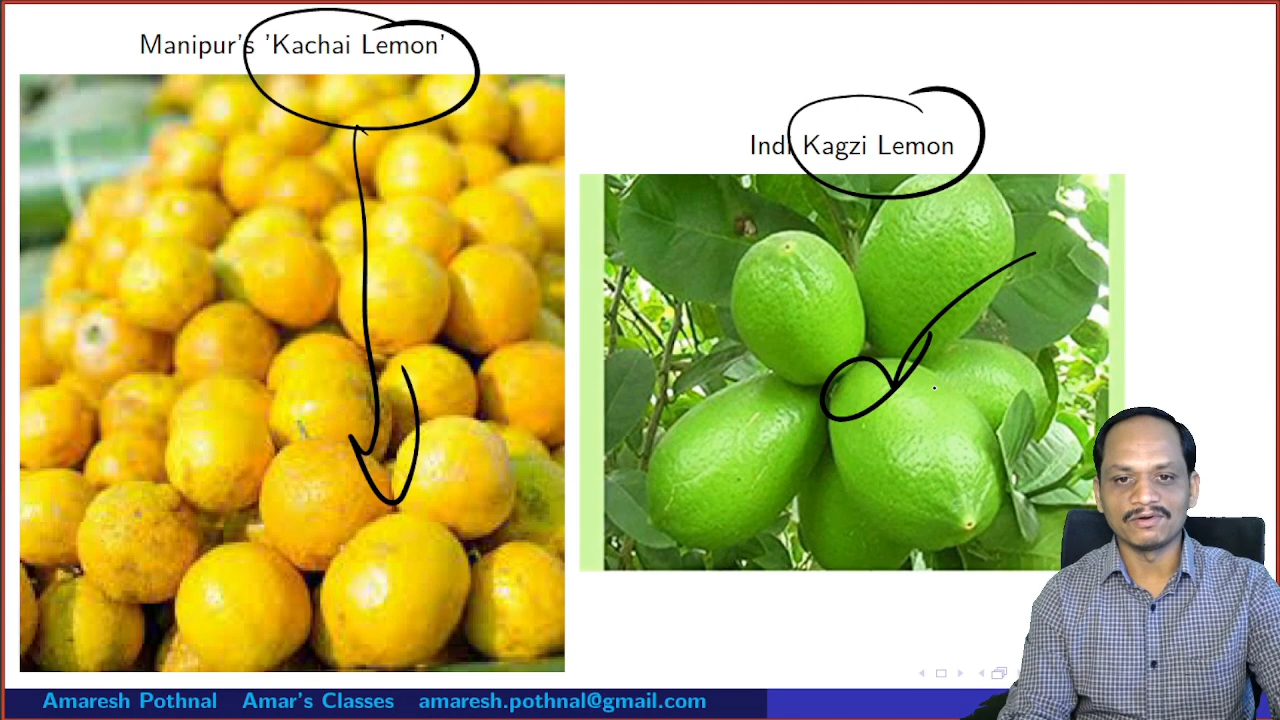 Manipur's 'Kachai Lemon'
Indi Kagzi Lemon
Amaresh Pothnal Amar's Classes amaresh.pothnal@gmail.com